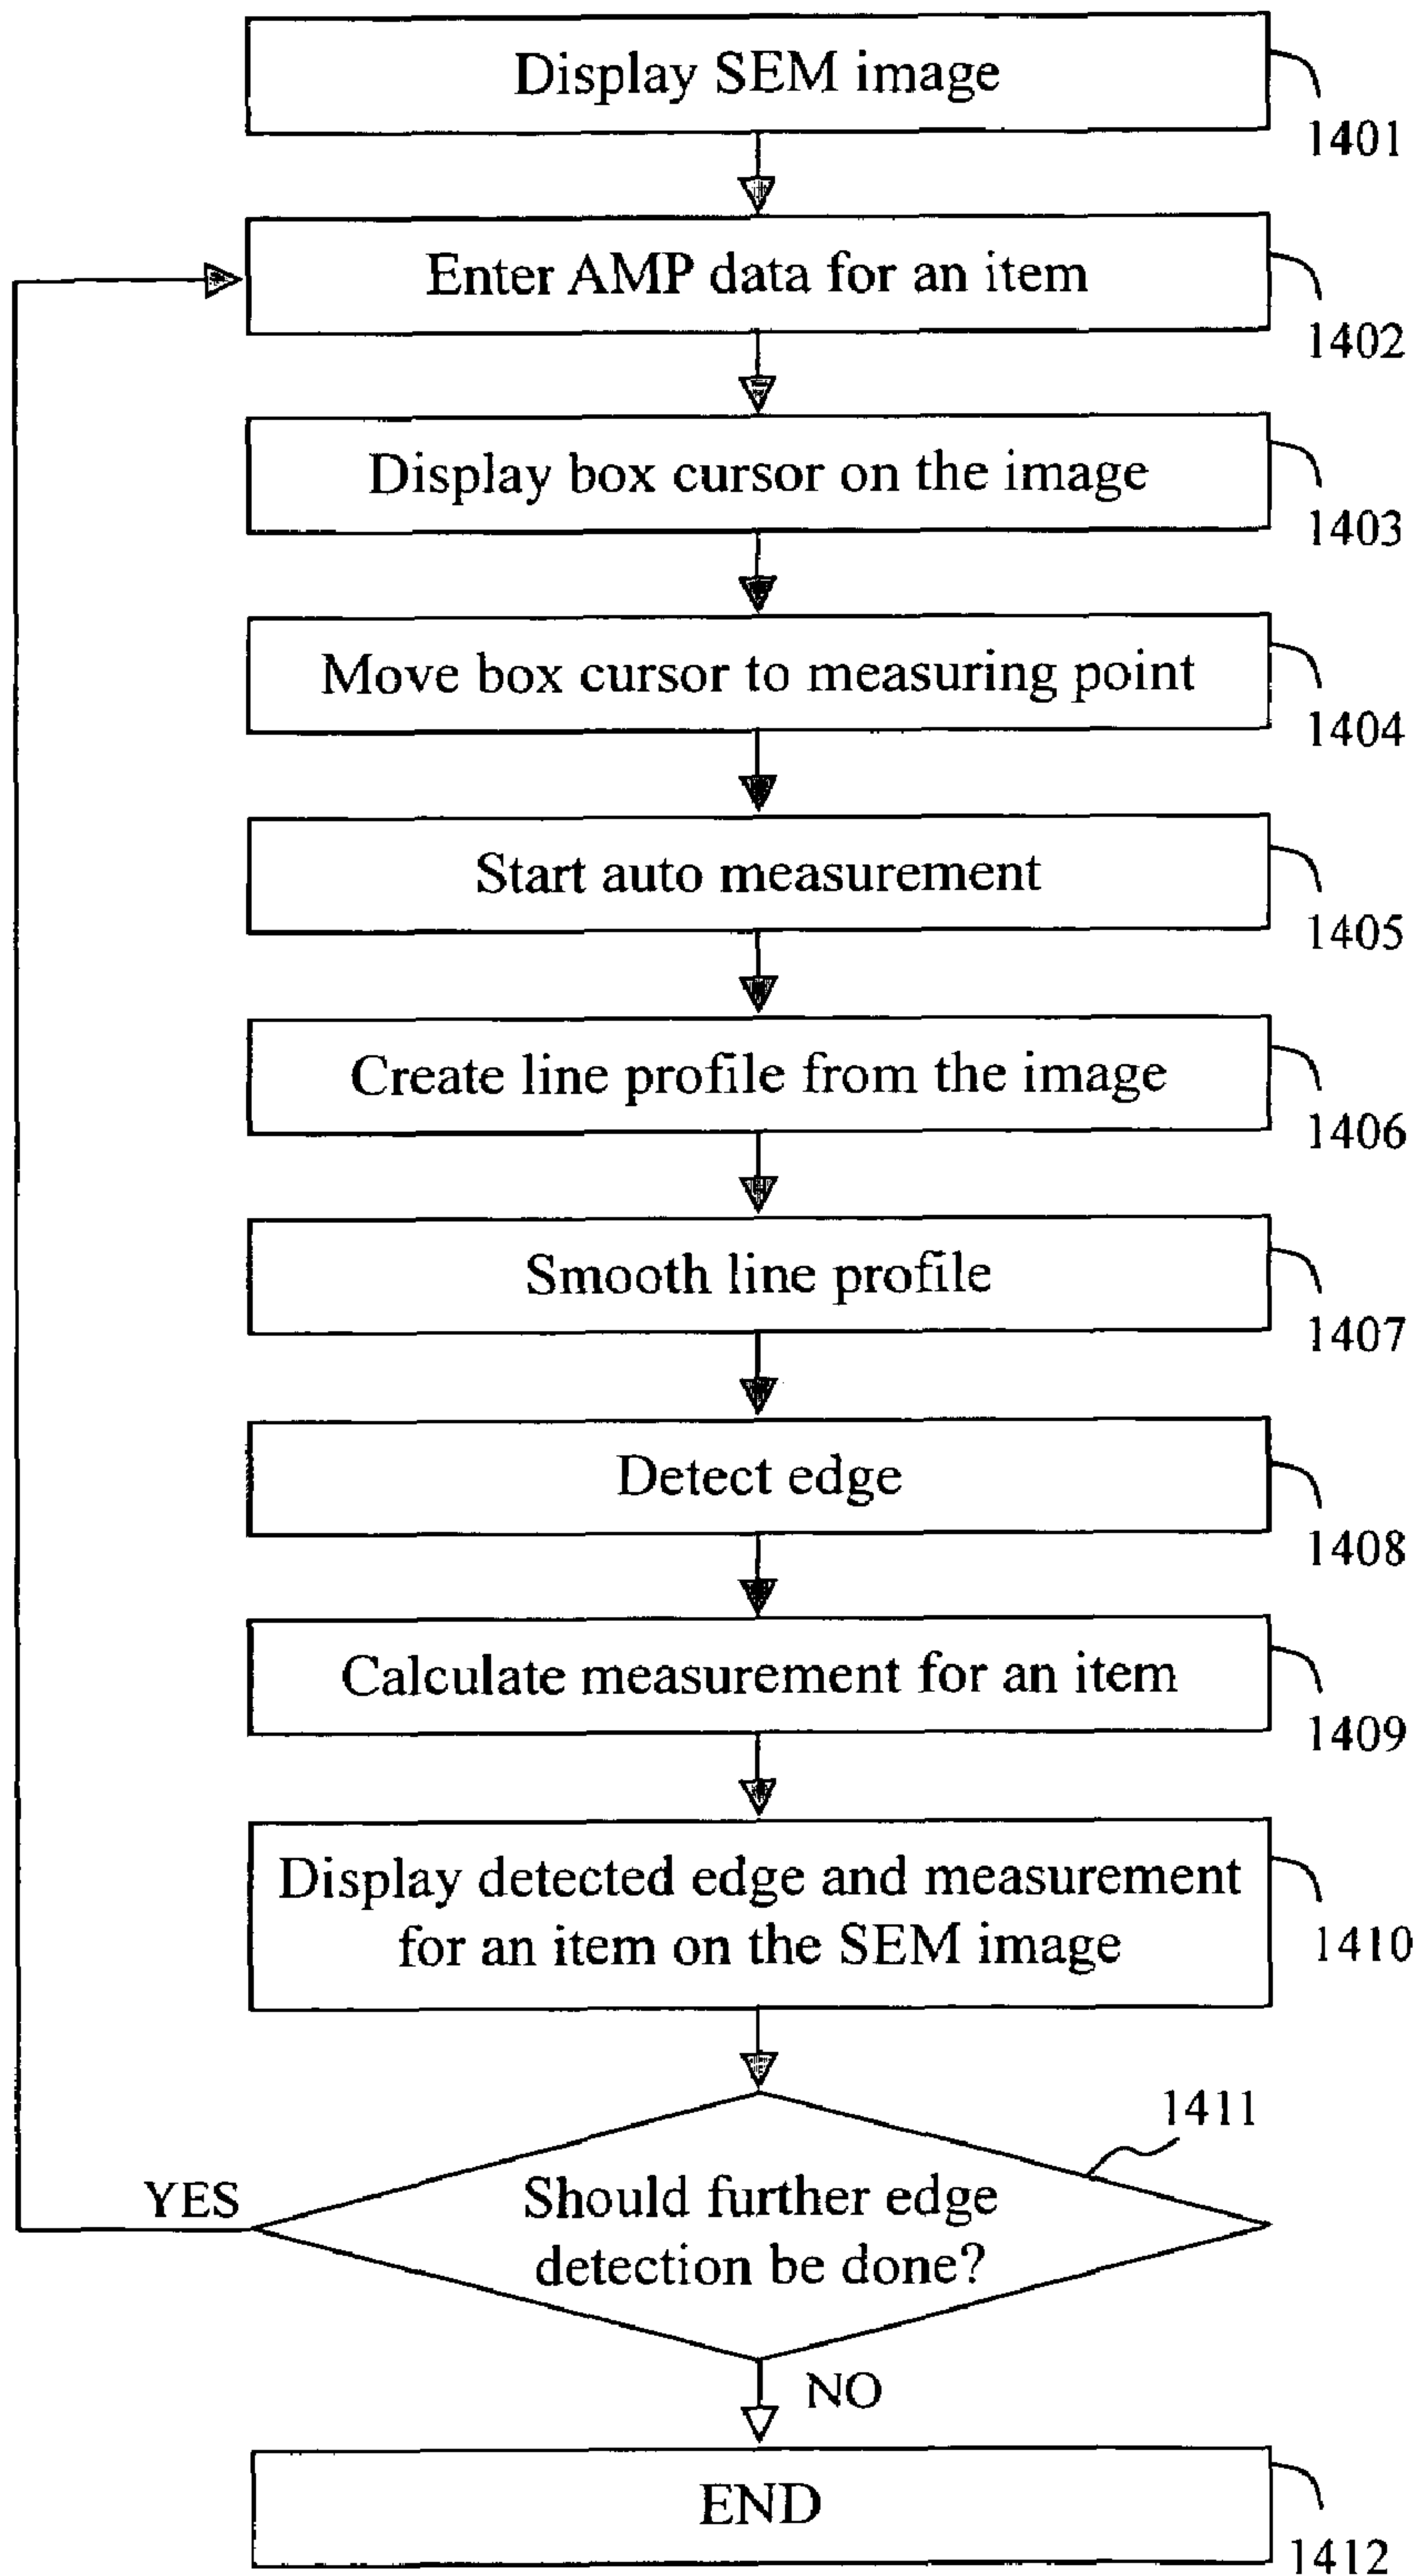 Display SEM image
1401
Enter AMP data for an item
1402
Display box cursor on the image
1403
Move box cursor to measuring point
1404
Start auto measurement
1405
Create line profile from the image
1406
Smooth line profile
1407
Detect edge
1408
Calculate measurement for an item
1409
Display detected edge and measurement
for an item on the SEM image
1410
1411
YES
Should further edge
detection be done?
NO
END
1412